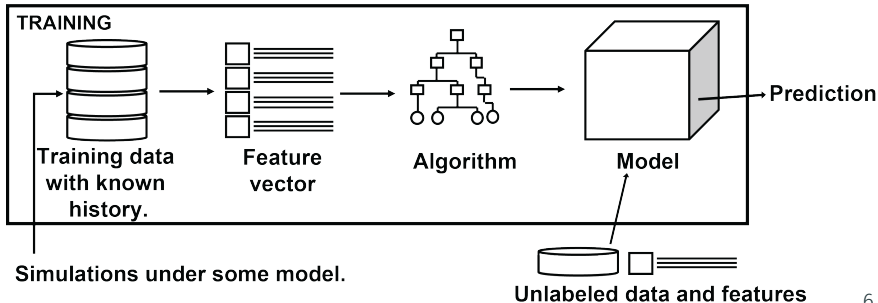 TRAINING
Training data
with known
history.
Feature
vector
Algorithm
Model
Prediction
Simulations under some model.
Unlabeled data and features
6